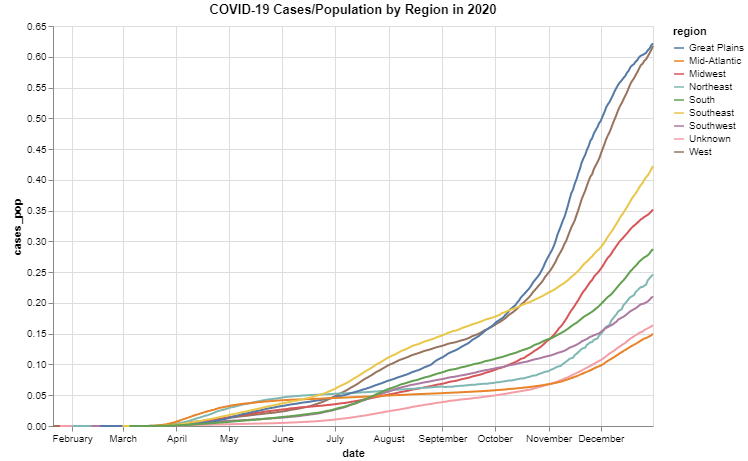 COVID-19 Cases/Population by Region in 2020
0.65
0.60
0.55
0.50
0.45
0.40
0.35
0.30
0.25
0.20
0.15
0.10
0.05
0.00
cases_pop
February March April May June July August September October November December
date
region
Great Plains
Mid-Atlantic
Midwest
Northeast
South
Southeast
Southwest
Unknown
West